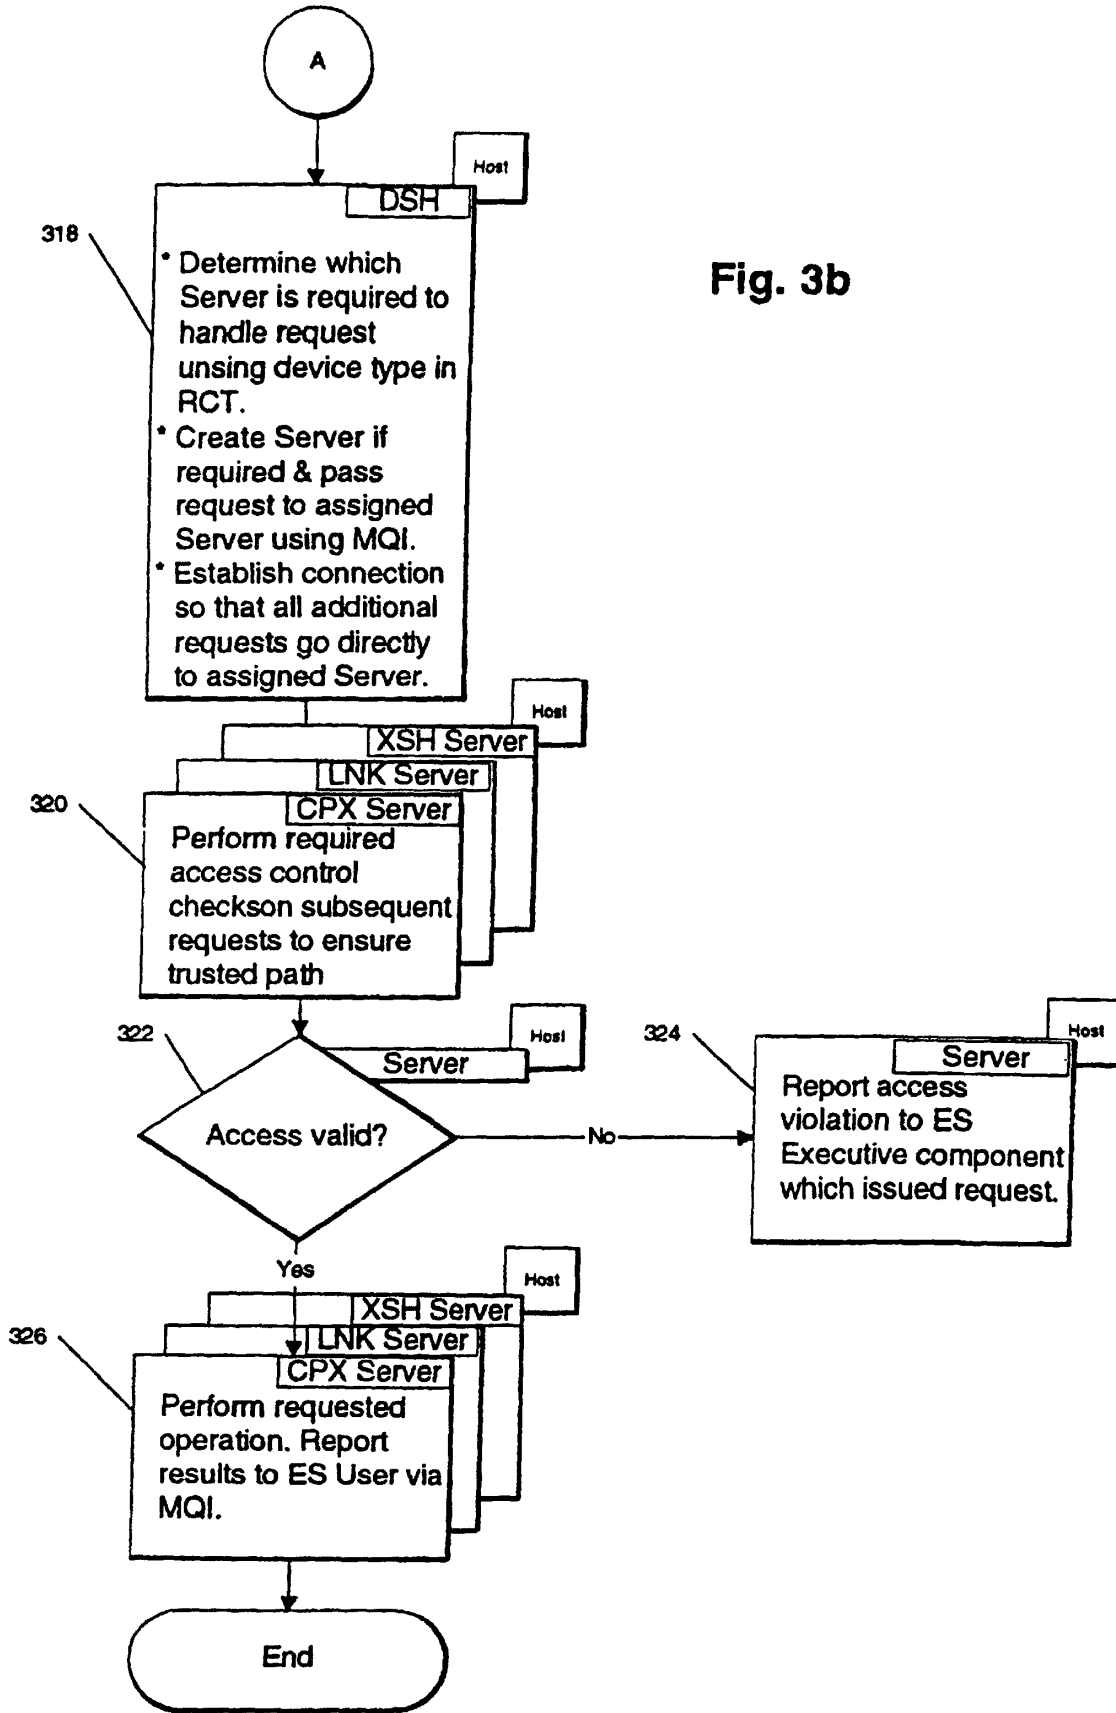 A
Host
DSH
318
* Determine which
Server is required to
handle request
unsing device type in
RCT.
* Create Server if
required & pass
request to assigned
Server using MQI.
* Establish connection
so that all additional
requests go directly
to assigned Server.
Fig. 3b
Host
XSH Server
LNK Server
CPX Server
320
Perform required
access control
checkson subsequent
requests to ensure
trusted path
322
Host
Server
Access valid?
No
324
Host
Server
Report access
violation to ES
Executive component
which issued request.
Yes
Host
XSH Server
LNK Server
CPX Server
326
Perform requested
operation. Report
results to ES User via
MQI.
End